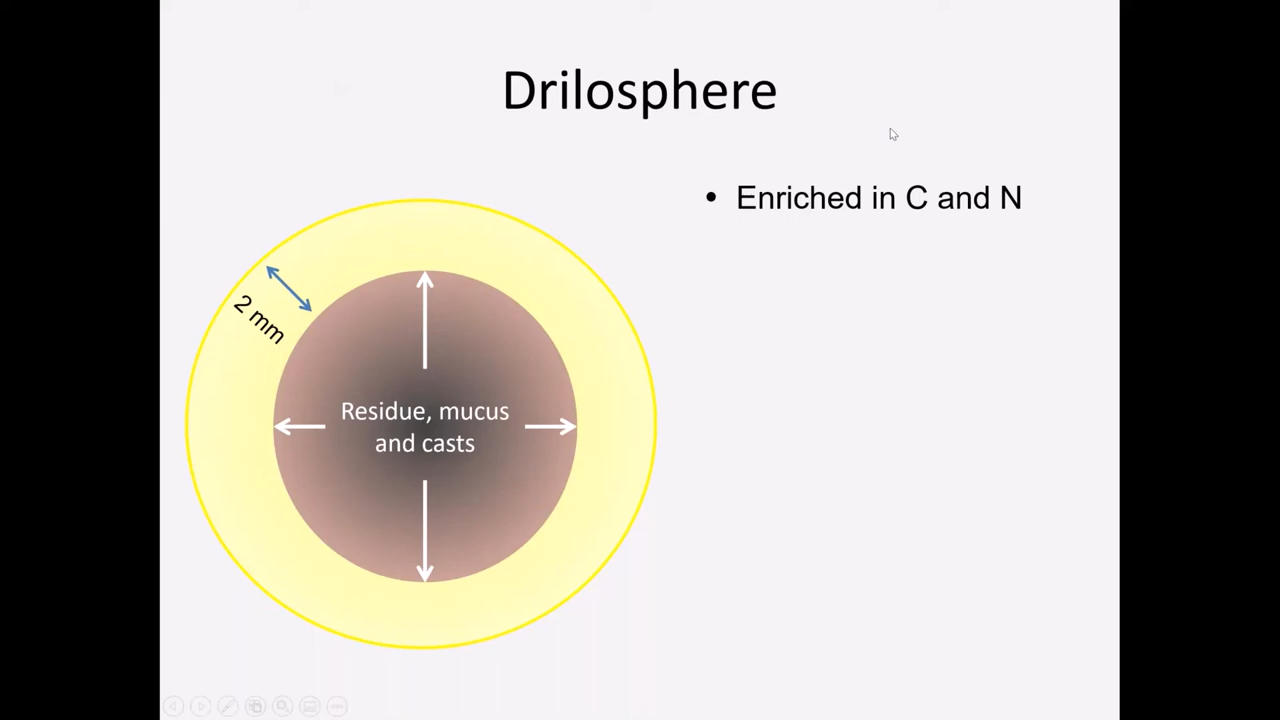 Drilosphere
• Enriched in C and N
2 mm
Residue, mucus
and casts